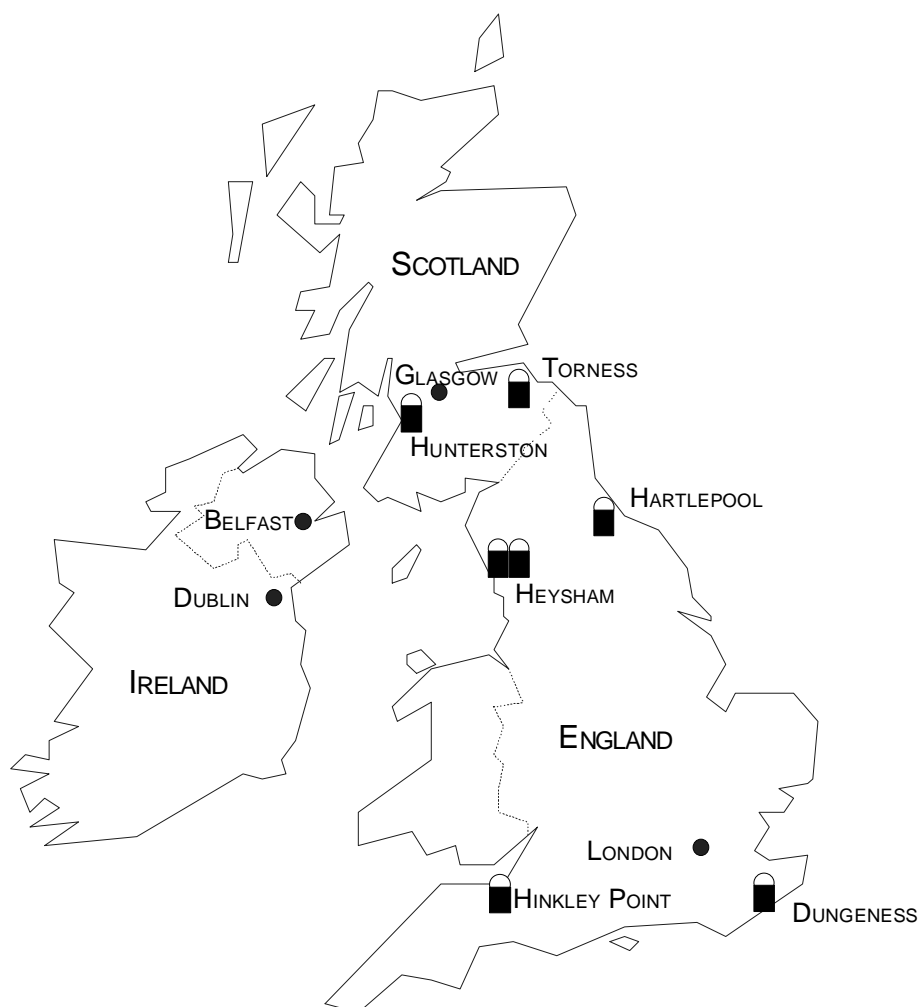 SCOTLAND
TORNESS
GLASGOW
HUNTERSTON
HARTLEPOOL
BELFAST
HEYSHAM
DUBLIN
IRELAND
ENGLAND
LONDON
HINKLEY POINT
DUNGENESS